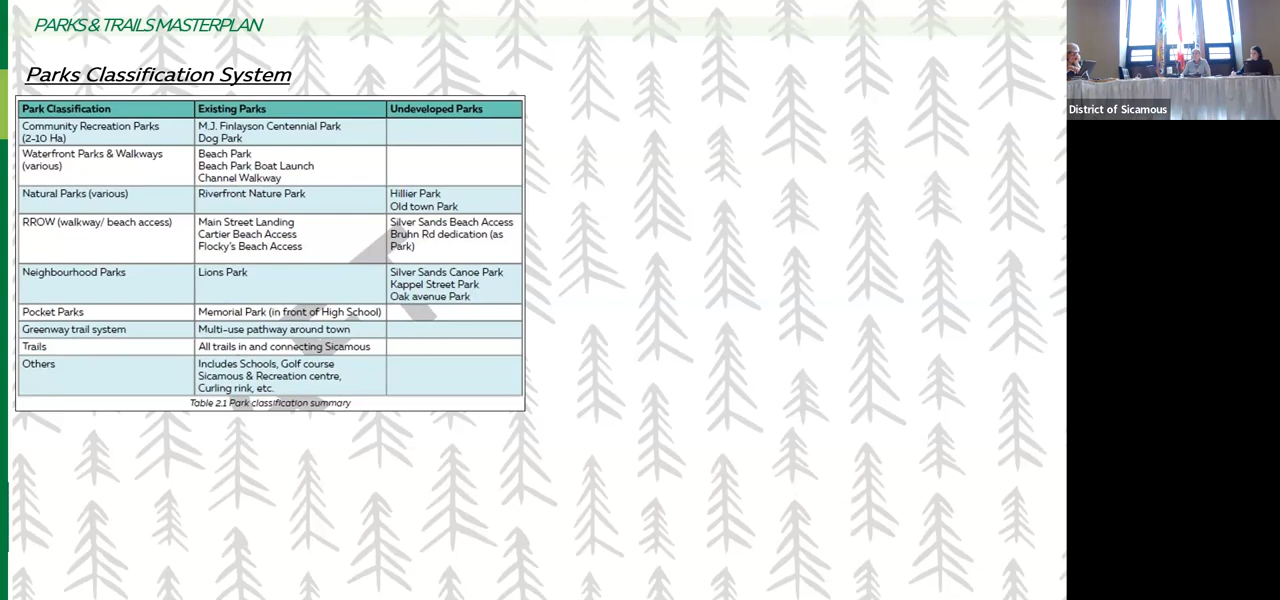 PARKS & TRAILS MASTERPLAN
Parks Classification System
Park Classification Existing Parks Undeveloped Parks
Community Recreation Parks M.J. Finlayson Centennial Park
(2-10 Ha) Dog Park
Waterfront Parks & Walkways Beach Park
(various) Beach Park Boat Launch
Channel Walkway
Natural Parks (various) Riverfront Nature Park Hillier Park
Old town Park
RROW (walkway/ beach access) Main Street Landing Silver Sands Beach Access
Cartier Beach Access Bruhn Rd dedication (as
Flocky's Beach Access Park)
Neighbourhood Parks Lions Park Silver Sands Canoe Park
Kappel Street Park
Oak avenue Park
Pocket Parks Memorial Park (in front of High School)
Greenway trail system Multi-use pathway around town
Trails All trails in and connecting Sicamous
Others Includes Schools, Golf course
Sicamous & Recreation centre,
Curling rink, etc.
Table 2.1 Park classification summary
District of Sicamous